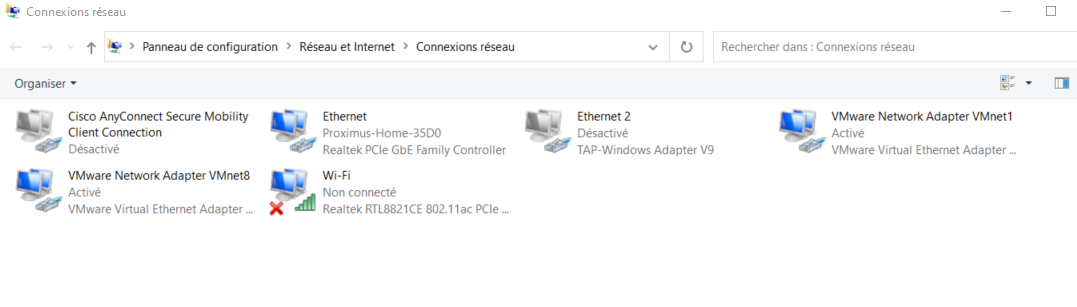 Connexions réseau
Panneau de configuration > Réseau et Internet > Connexions réseau
Rechercher dans : Connexions réseau
Organiser
Cisco AnyConnect Secure Mobility
Client Connection
Désactivé
Ethernet
Proximus-Home-35D0
Realtek PCIe GbE Family Controller
Ethernet 2
Désactivé
TAP-Windows Adapter V9
VMware Network Adapter VMnet1
Activé
VMware Virtual Ethernet Adapter ...
VMware Network Adapter VMnet8
Activé
VMware Virtual Ethernet Adapter ...
Wi-Fi
Non connecté
Realtek RTL8821CE 802.11ac PCIe ...